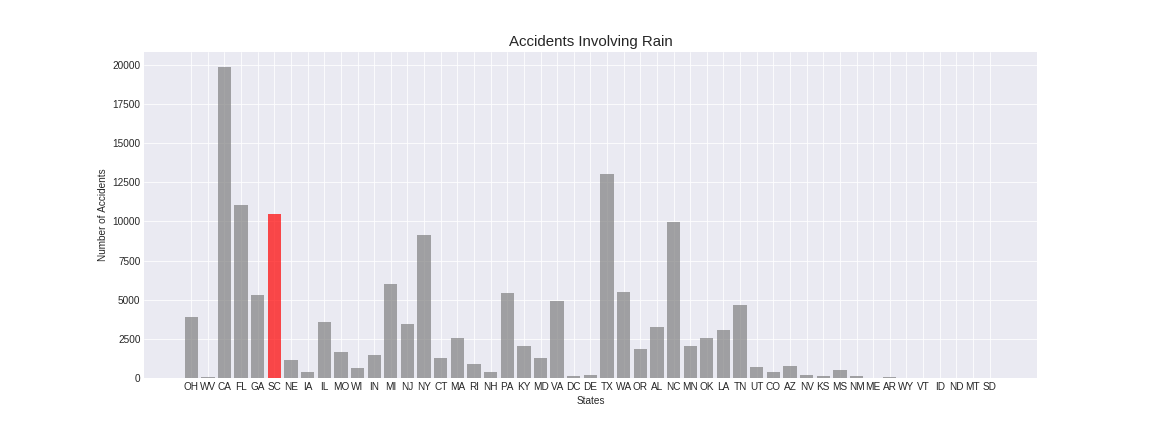 Accidents Involving Rain
Number of Accidents
20000
17500
15000
12500
10000
7500
5000
2500
0
OH WV CA FL GA SC NE IA IL MO WI IN MI NJ NY CT MA RI NH PA KY MD VA DC DE TX WA OR AL NC MN OK LA TN UT CO AZ NV KS MS NM ME AR WY VT ID ND MT SD
States